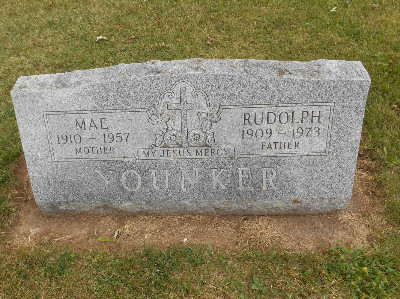 MAE
1910 – 1957
MOTHER
MY JESUS MERCY
RUDOLPH
1909 – 1973
FATHER
YOUNKER